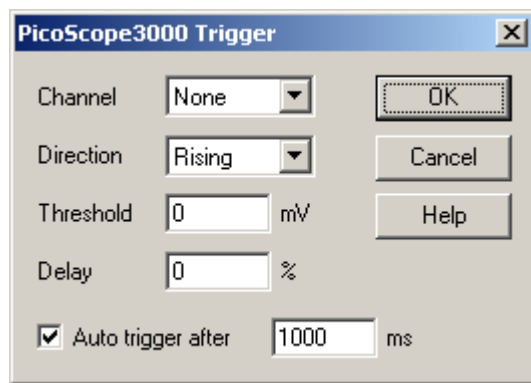 PicoScope3000 Trigger
Channel None OK
Direction Rising Cancel
Threshold 0 mV Help
Delay 0 %
Auto trigger after 1000 ms